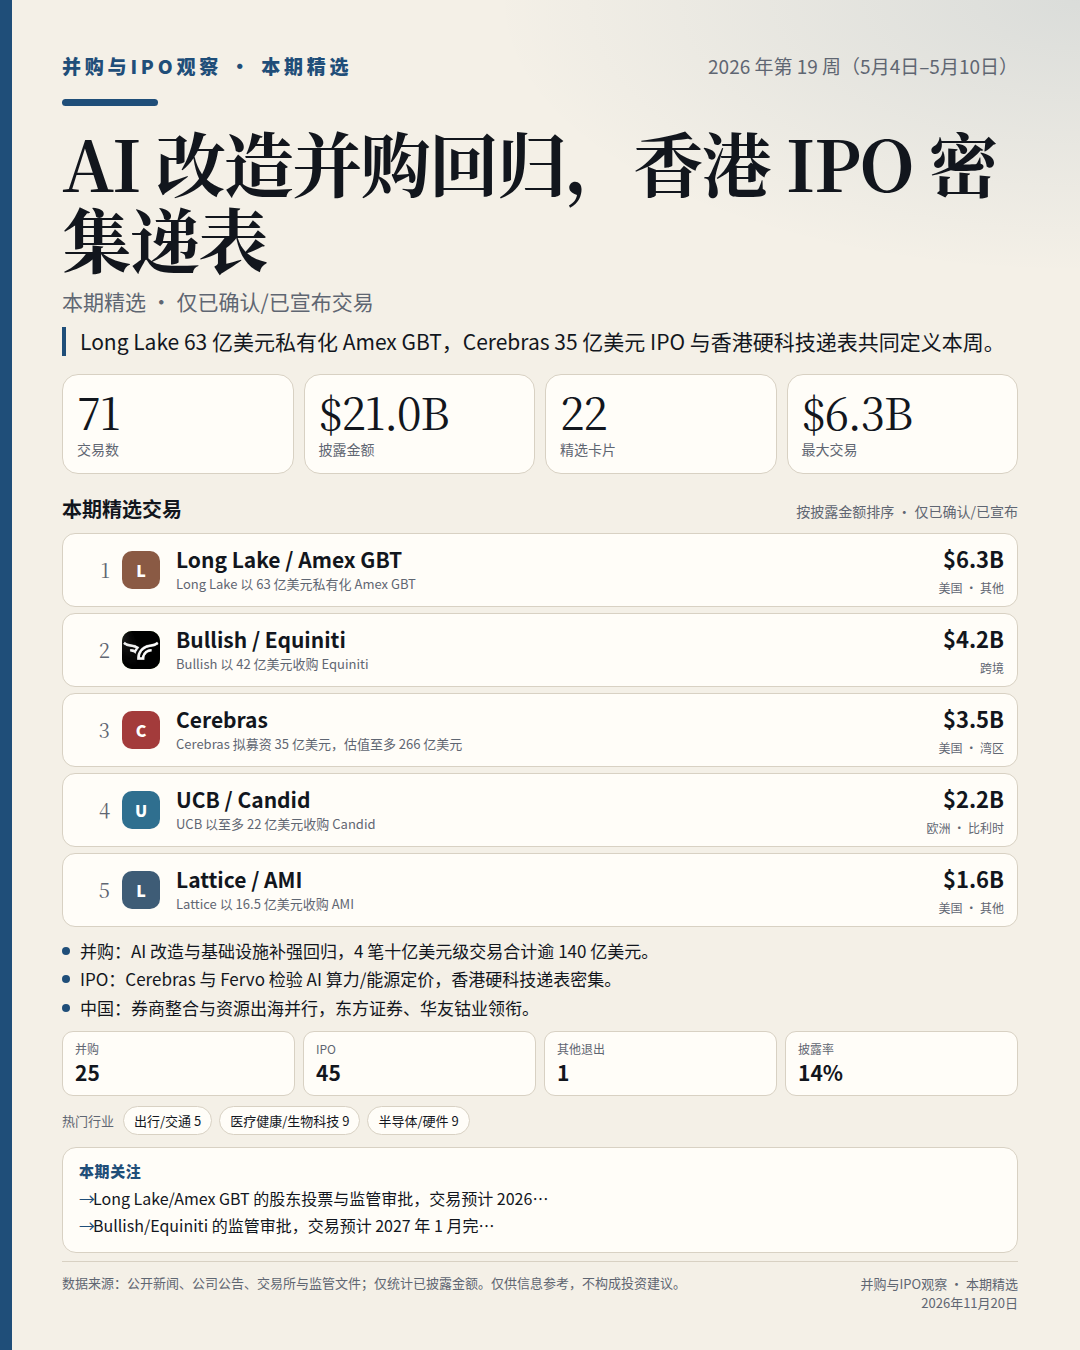 并购与IPO观察 · 本期精选
2026 年第 19 周（5月4日–5月10日）
AI 改造并购回归，香港 IPO 密
集递表
本期精选 · 仅已确认/已宣布交易
Long Lake 63 亿美元私有化 Amex GBT，Cerebras 35 亿美元 IPO 与香港硬科技递表共同定义本周。
71
交易数
$21.0B
披露金额
22
精选卡片
$6.3B
最大交易
本期精选交易
按披露金额排序 · 仅已确认/已宣布
1
L
Long Lake / Amex GBT
Long Lake 以 63 亿美元私有化 Amex GBT
$6.3B
美国 · 其他
2
Bullish / Equiniti
Bullish 以 42 亿美元收购 Equiniti
$4.2B
跨境
3
C
Cerebras
Cerebras 拟募资 35 亿美元，估值至多 266 亿美元
$3.5B
美国 · 湾区
4
U
UCB / Candid
UCB 以至多 22 亿美元收购 Candid
$2.2B
欧洲 · 比利时
5
L
Lattice / AMI
Lattice 以 16.5 亿美元收购 AMI
$1.6B
美国 · 其他
并购：AI 改造与基础设施补强回归，4 笔十亿美元级交易合计逾 140 亿美元。
IPO：Cerebras 与 Fervo 检验 AI 算力/能源定价，香港硬科技递表密集。
中国：券商整合与资源出海并行，东方证券、华友钴业领衔。
并购
25
IPO
45
其他退出
1
披露率
14%
热门行业 出行/交通 5 医疗健康/生物科技 9 半导体/硬件 9
本期关注
→Long Lake/Amex GBT 的股东投票与监管审批，交易预计 2026…
→Bullish/Equiniti 的监管审批，交易预计 2027 年 1 月完…
数据来源：公开新闻、公司公告、交易所与监管文件；仅统计已披露金额。仅供信息参考，不构成投资建议。
并购与IPO观察 · 本期精选
2026年11月20日